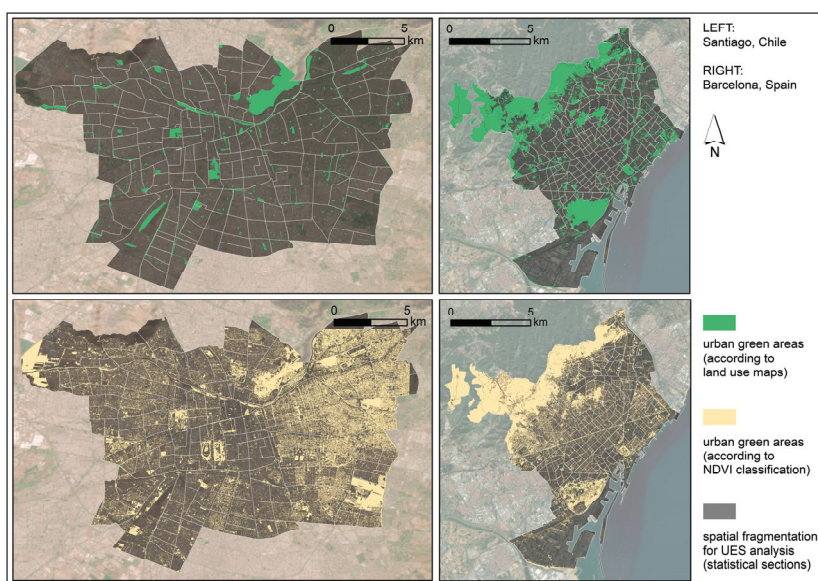 0 5
km
0 5
km
LEFT:
Santiago, Chile
RIGHT:
Barcelona, Spain
N
0 5
km
0 5
km
urban green areas
(according to
land use maps)
urban green areas
(according to
NDVI classification)
spatial fragmentation
for UES analysis
(statistical sections)